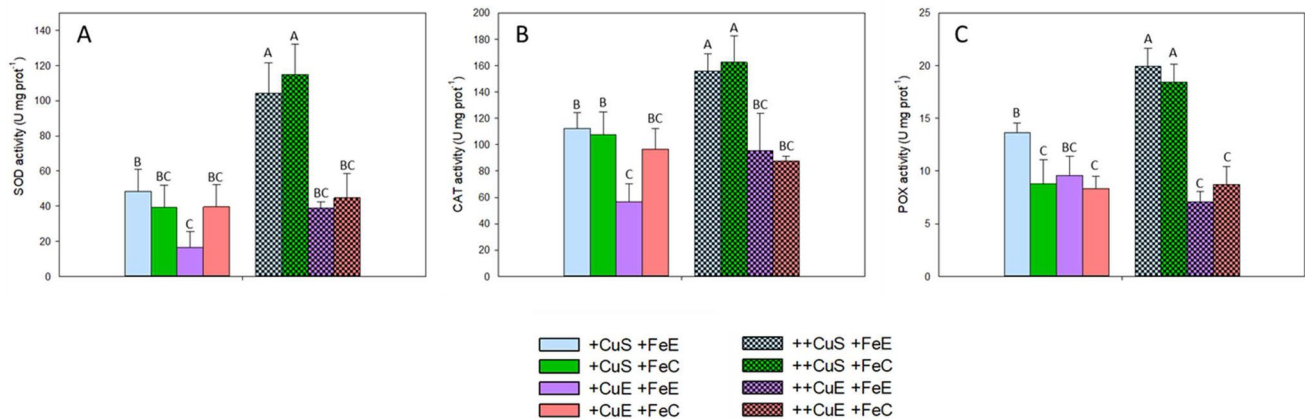 A
SOD activity (U mg prot⁻¹)
140
120
100
80
60
40
20
0
B
BC
C
BC
A
A
BC
BC
B
CAT activity (U mg prot⁻¹)
200
180
160
140
120
100
80
60
40
20
0
B
B
C
BC
A
A
BC
BC
C
POX activity (U mg prot⁻¹)
25
20
15
10
5
0
B
C
BC
C
A
A
C
C
+CuS +FeE
+CuS +FeC
+CuE +FeE
+CuE +FeC
++CuS +FeE
++CuS +FeC
++CuE +FeE
++CuE +FeC